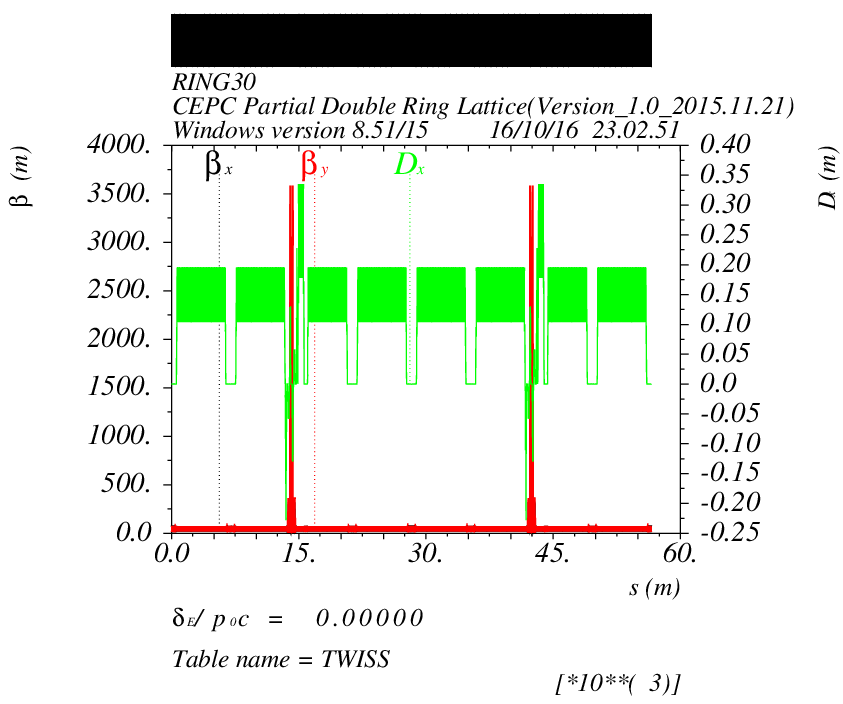 RING30
CEPC Partial Double Ring Lattice(Version_1.0_2015.11.21)
Windows version 8.51/15 16/10/16 23.02.51
β (m)
4000.
3500.
3000.
2500.
2000.
1500.
1000.
500.
0.0
βx βy Dx
0.40
0.35
0.30
0.25
0.20
0.15
0.10
0.05
0.0
-0.05
-0.10
-0.15
-0.20
-0.25
Dx (m)
0.0 15. 30. 45. 60.
s (m)
δE/ p0c = 0.00000
Table name = TWISS
[*10**( 3)]